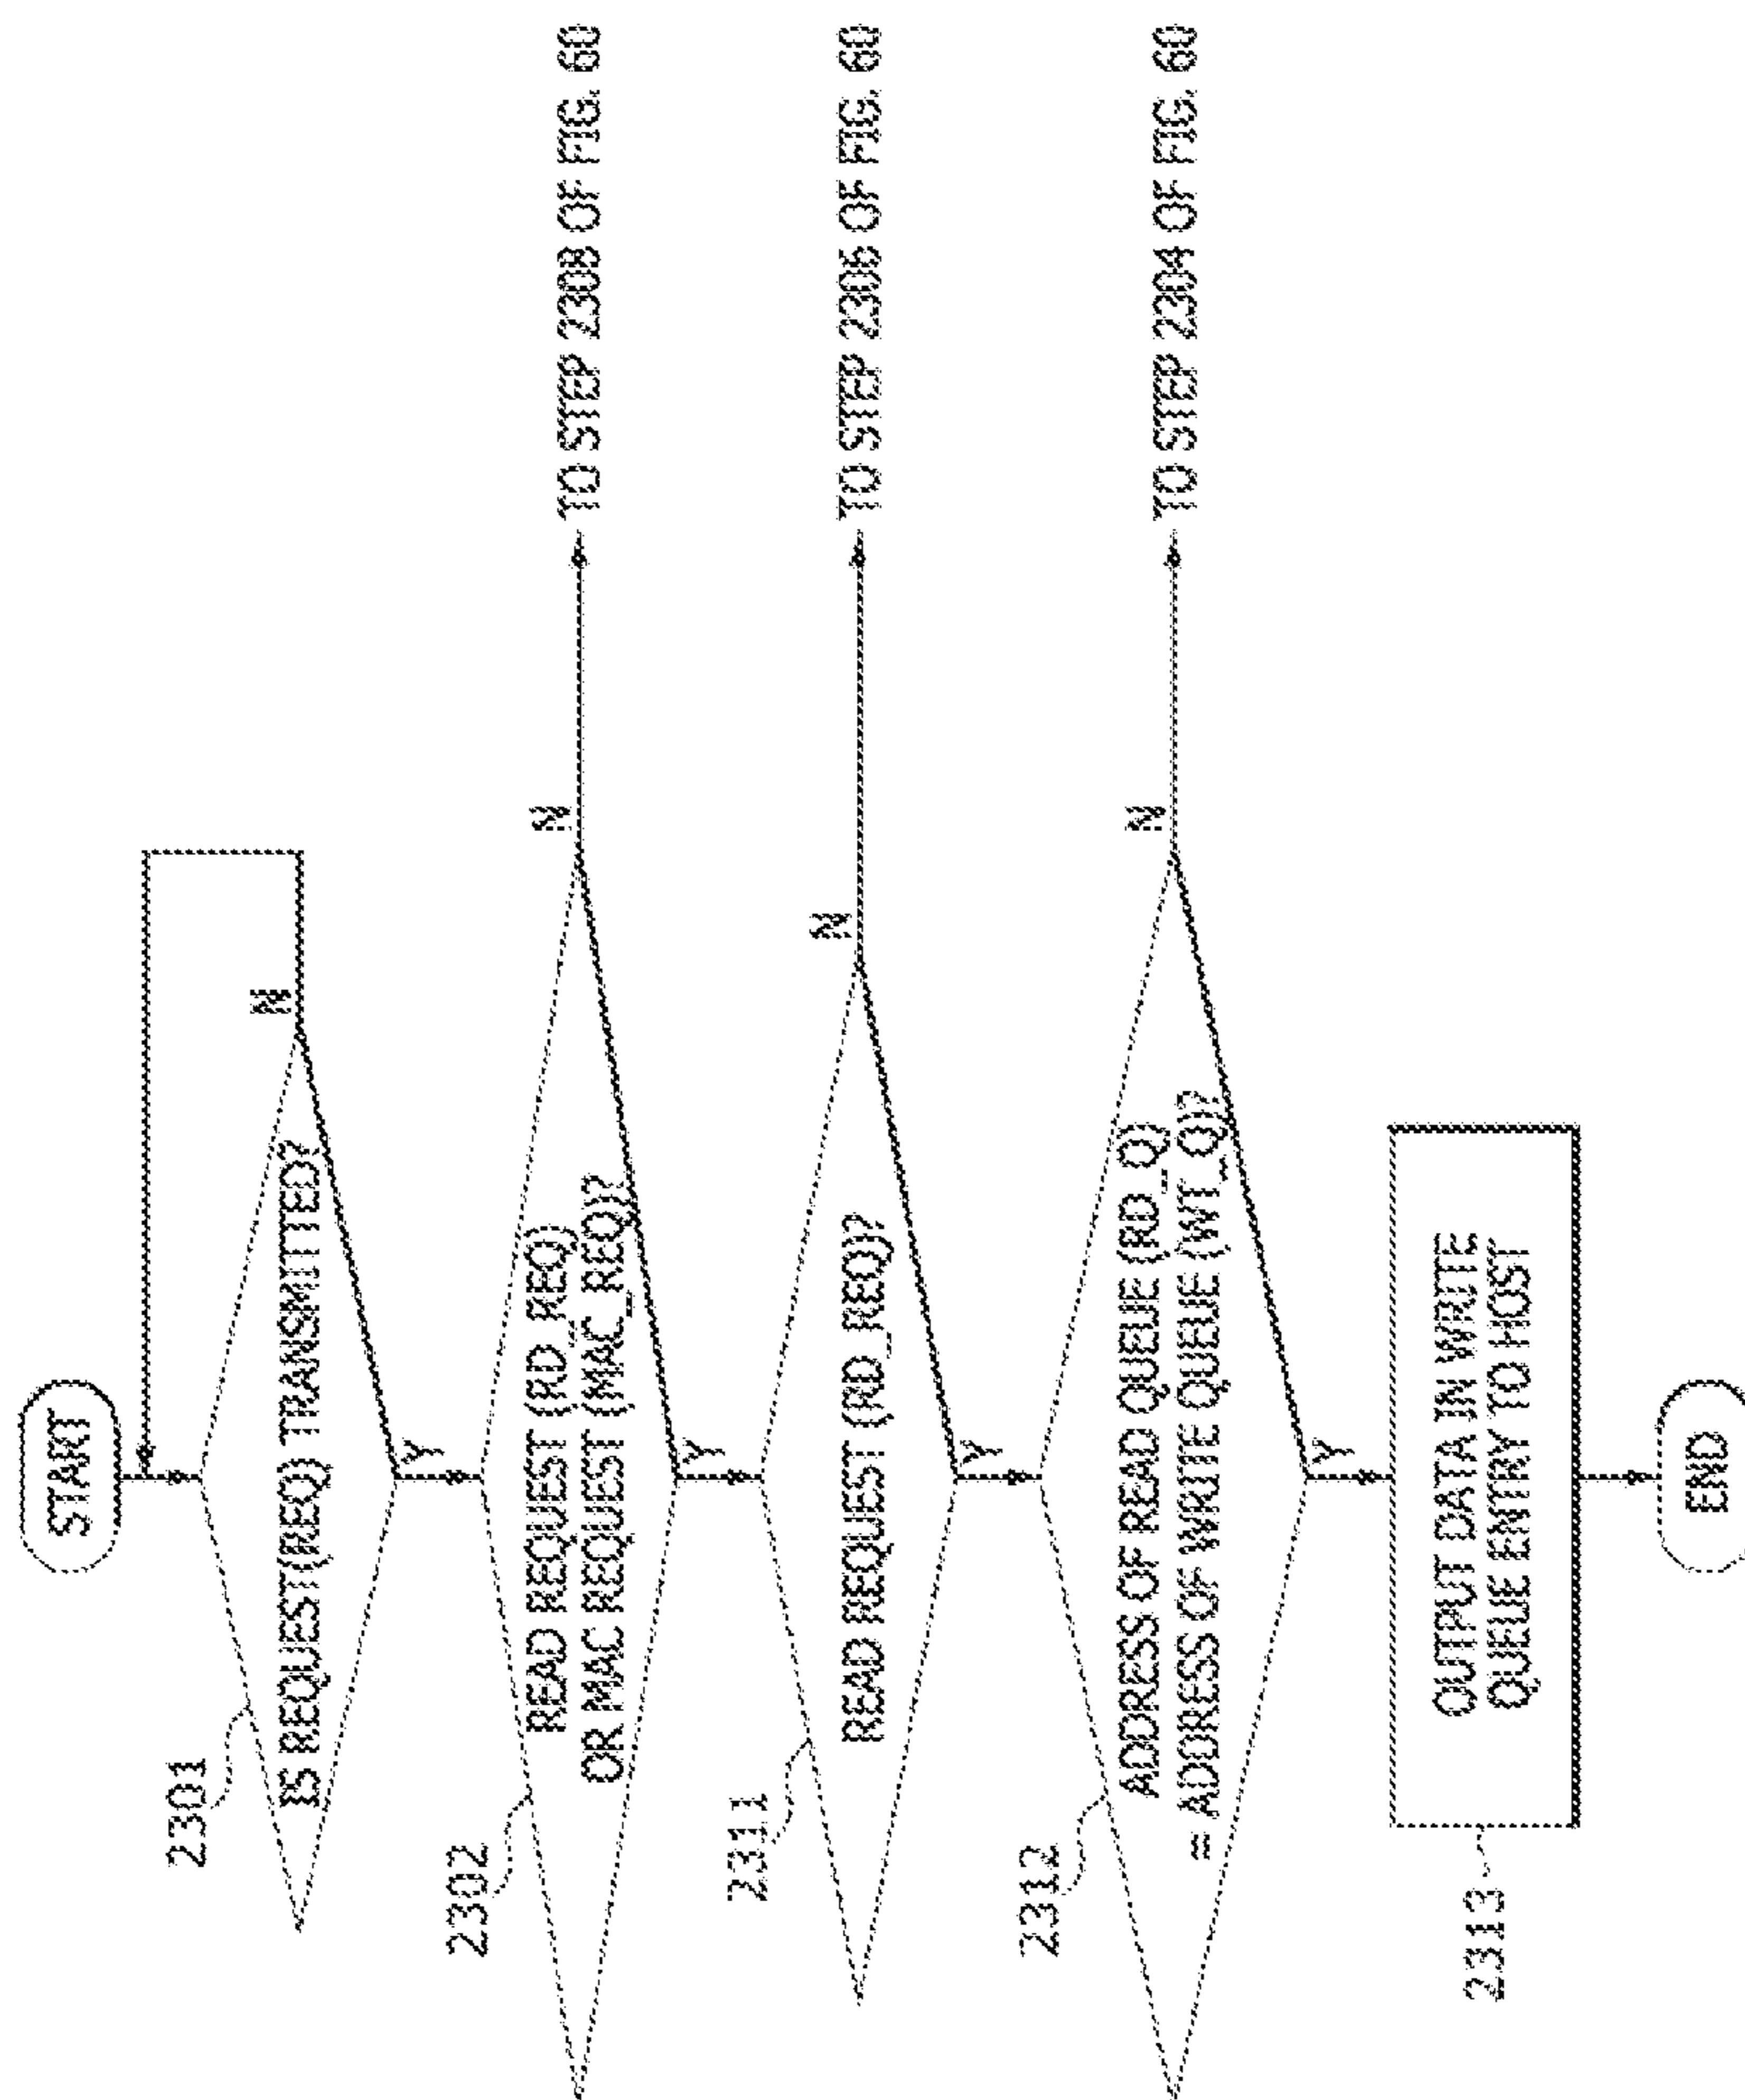 START
2301
IS REQUEST(REQ) TRANSMITTED?
N
Y
2302
READ REQUEST (RD_REQ)
OR MAC REQUEST (MAC_REQ)?
N
TO STEP 2308 OF FIG. 60
Y
2311
READ REQUEST (RD_REQ)?
N
TO STEP 2306 OF FIG. 60
Y
2312
ADDRESS OF READ QUEUE (RD_Q)
= ADDRESS OF WRITE QUEUE (WT_Q)?
N
TO STEP 2304 OF FIG. 60
Y
2313
OUTPUT DATA IN WRITE
QUEUE ENTRY TO HOST
END